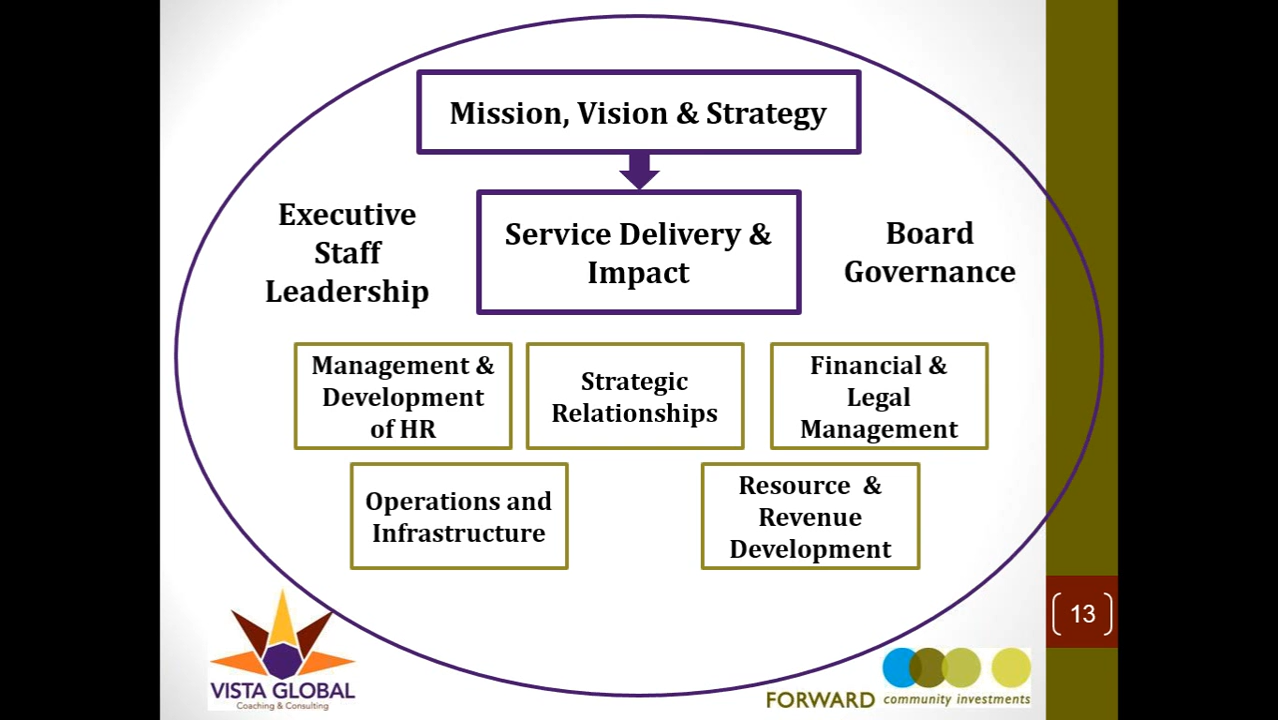 Mission, Vision & Strategy
Executive
Staff
Leadership
Service Delivery &
Impact
Board
Governance
Management &
Development
of HR
Strategic
Relationships
Financial &
Legal
Management
Operations and
Infrastructure
Resource & 
Revenue
Development
13
VISTA GLOBAL
Coaching & Consulting
FORWARD community investments